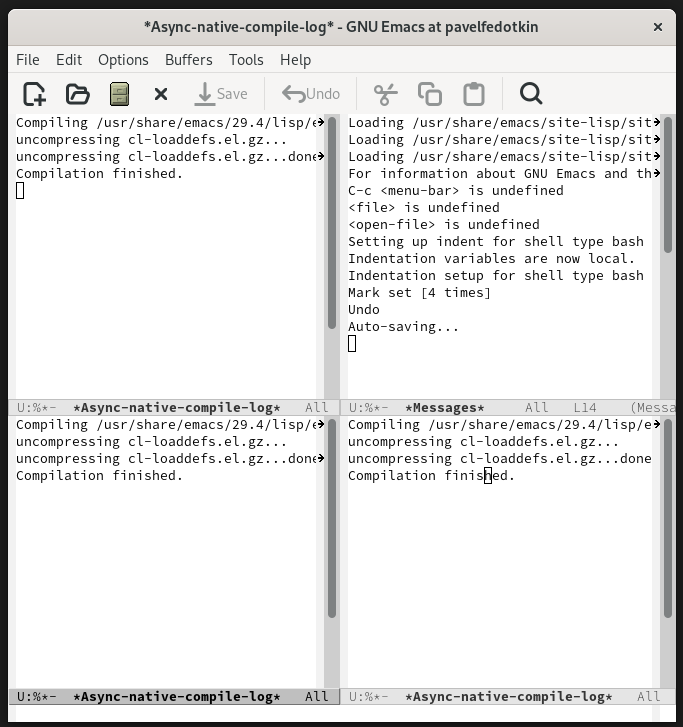 *Async-native-compile-log* - GNU Emacs at pavelfedotkin
File Edit Options Buffers Tools Help
Save Undo
Compiling /usr/share/emacs/29.4/lisp/e
uncompressing cl-loaddefs.el.gz...
uncompressing cl-loaddefs.el.gz...done
Compilation finished.
U:%*- *Async-native-compile-log* All
Loading /usr/share/emacs/site-lisp/sit
Loading /usr/share/emacs/site-lisp/sit
Loading /usr/share/emacs/site-lisp/sit
For information about GNU Emacs and th
C-c <menu-bar> is undefined
<file> is undefined
<open-file> is undefined
Setting up indent for shell type bash
Indentation variables are now local.
Indentation setup for shell type bash
Mark set [4 times]
Undo
Auto-saving...
U:%*- *Messages* All L14 (Messa
Compiling /usr/share/emacs/29.4/lisp/e
uncompressing cl-loaddefs.el.gz...
uncompressing cl-loaddefs.el.gz...done
Compilation finished.
U:%*- *Async-native-compile-log* All
Compiling /usr/share/emacs/29.4/lisp/e
uncompressing cl-loaddefs.el.gz...
uncompressing cl-loaddefs.el.gz...done
Compilation finished.
U:%*- *Async-native-compile-log* All